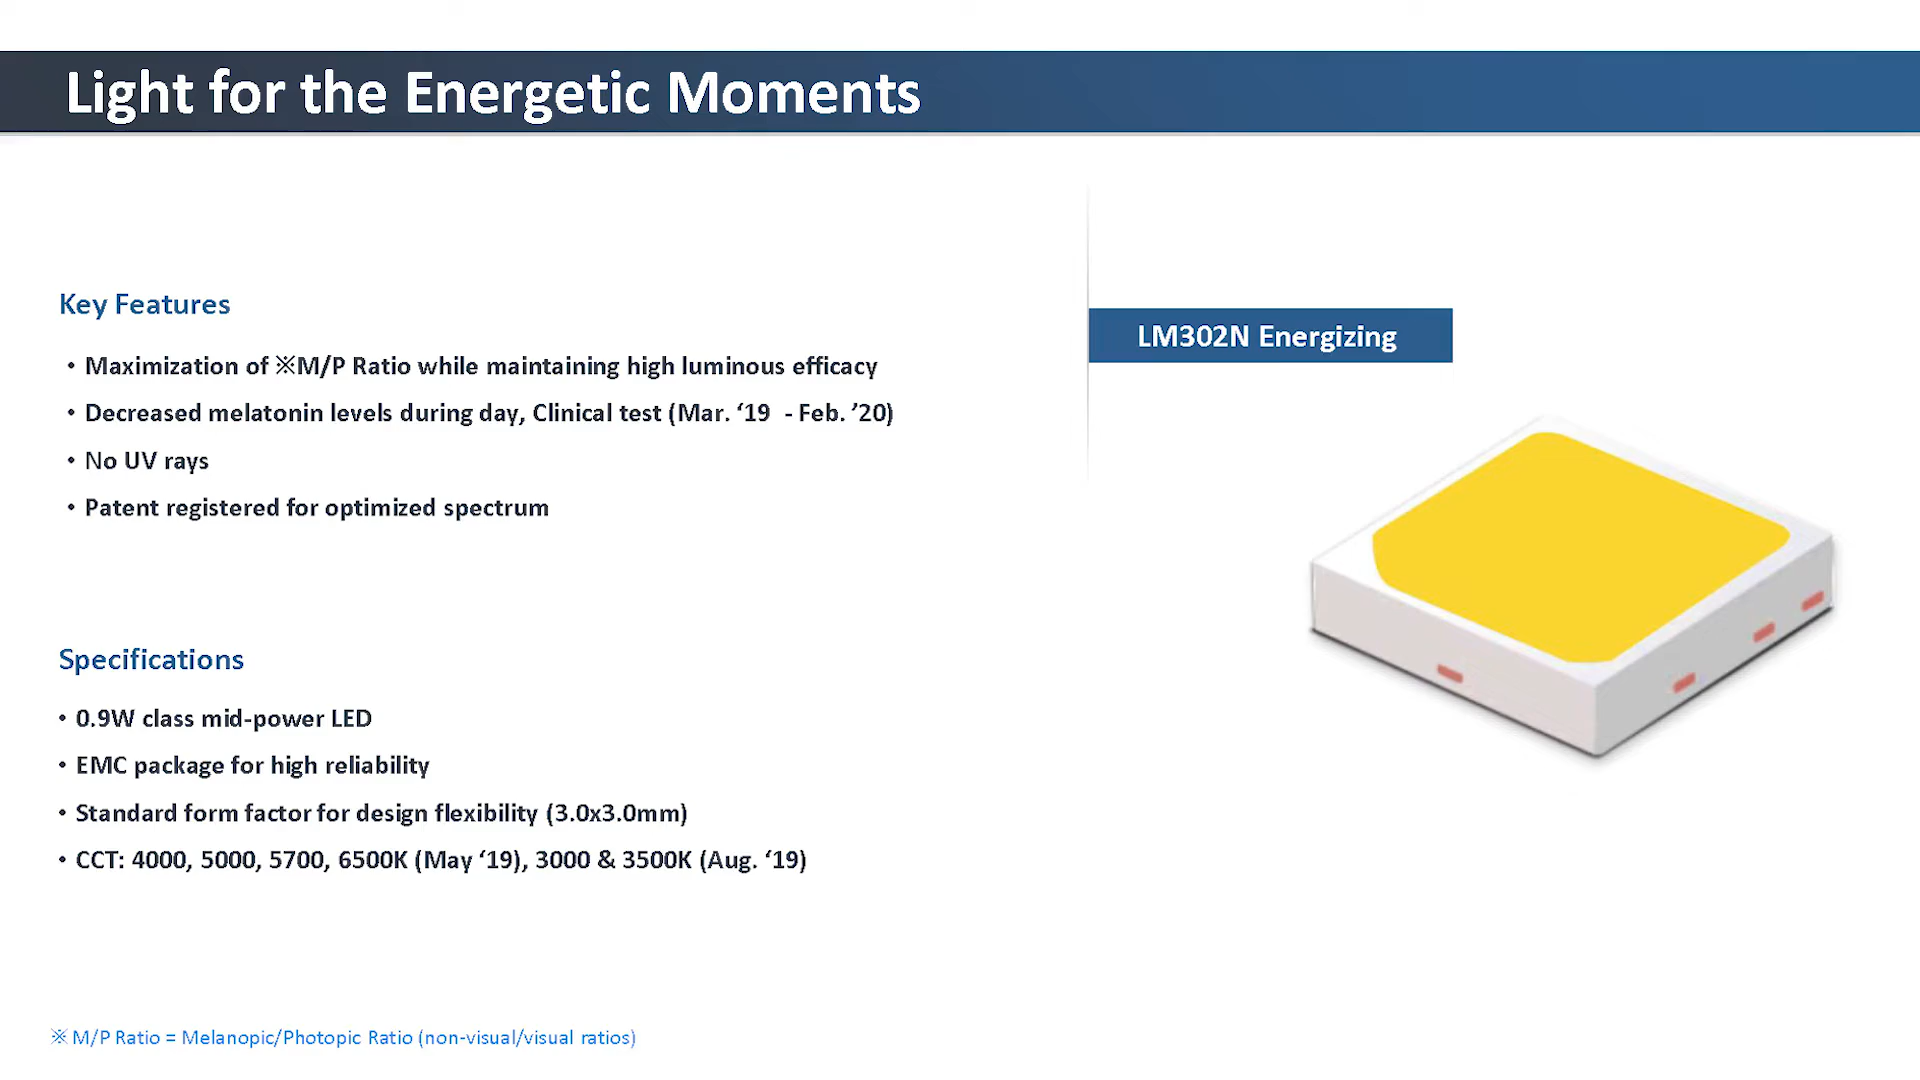 Light for the Energetic Moments
Key Features
• Maximization of ※M/P Ratio while maintaining high luminous efficacy
• Decreased melatonin levels during day, Clinical test (Mar. ‘19 - Feb. ’20)
• No UV rays
• Patent registered for optimized spectrum
LM302N Energizing
Specifications
• 0.9W class mid-power LED
• EMC package for high reliability
• Standard form factor for design flexibility (3.0x3.0mm)
• CCT: 4000, 5000, 5700, 6500K (May ‘19), 3000 & 3500K (Aug. ‘19)
※ M/P Ratio = Melanopic/Photopic Ratio (non-visual/visual ratios)